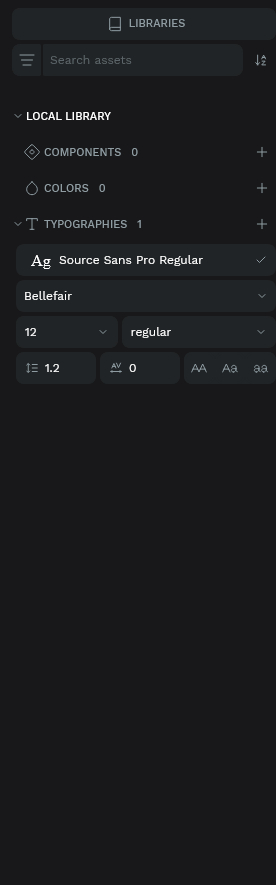 LIBRARIES
Search assets
LOCAL LIBRARY
COMPONENTS 0
COLORS 0
TYPOGRAPHIES 1
Ag Source Sans Pro Regular
Bellefair
12 regular
1.2 AV 0 AA Aa aa